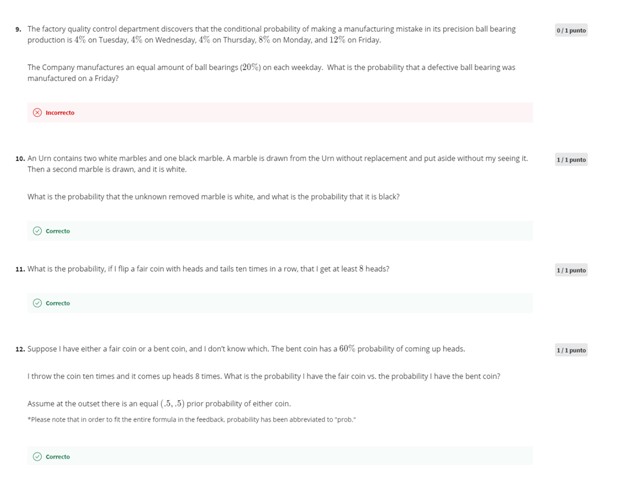 9. The factory quality control department discovers that the conditional probability of making a manufacturing mistake in its precision ball bearing
production is 4% on Tuesday, 4% on Wednesday, 4% on Thursday, 8% on Monday, and 12% on Friday.
0 / 1 punto
The Company manufactures an equal amount of ball bearings (20%) on each weekday. What is the probability that a defective ball bearing was
manufactured on a Friday?
Incorrecto
10. An Urn contains two white marbles and one black marble. A marble is drawn from the Urn without replacement and put aside without my seeing it.
Then a second marble is drawn, and it is white.
1 / 1 punto
What is the probability that the unknown removed marble is white, and what is the probability that it is black?
Correcto
11. What is the probability, if I flip a fair coin with heads and tails ten times in a row, that I get at least 8 heads?
1 / 1 punto
Correcto
12. Suppose I have either a fair coin or a bent coin, and I don't know which. The bent coin has a 60% probability of coming up heads.
1 / 1 punto
I throw the coin ten times and it comes up heads 8 times. What is the probability I have the fair coin vs. the probability I have the bent coin?
Assume at the outset there is an equal (.5, .5) prior probability of either coin.
*Please note that in order to fit the entire formula in the feedback, probability has been abbreviated to "prob."
Correcto